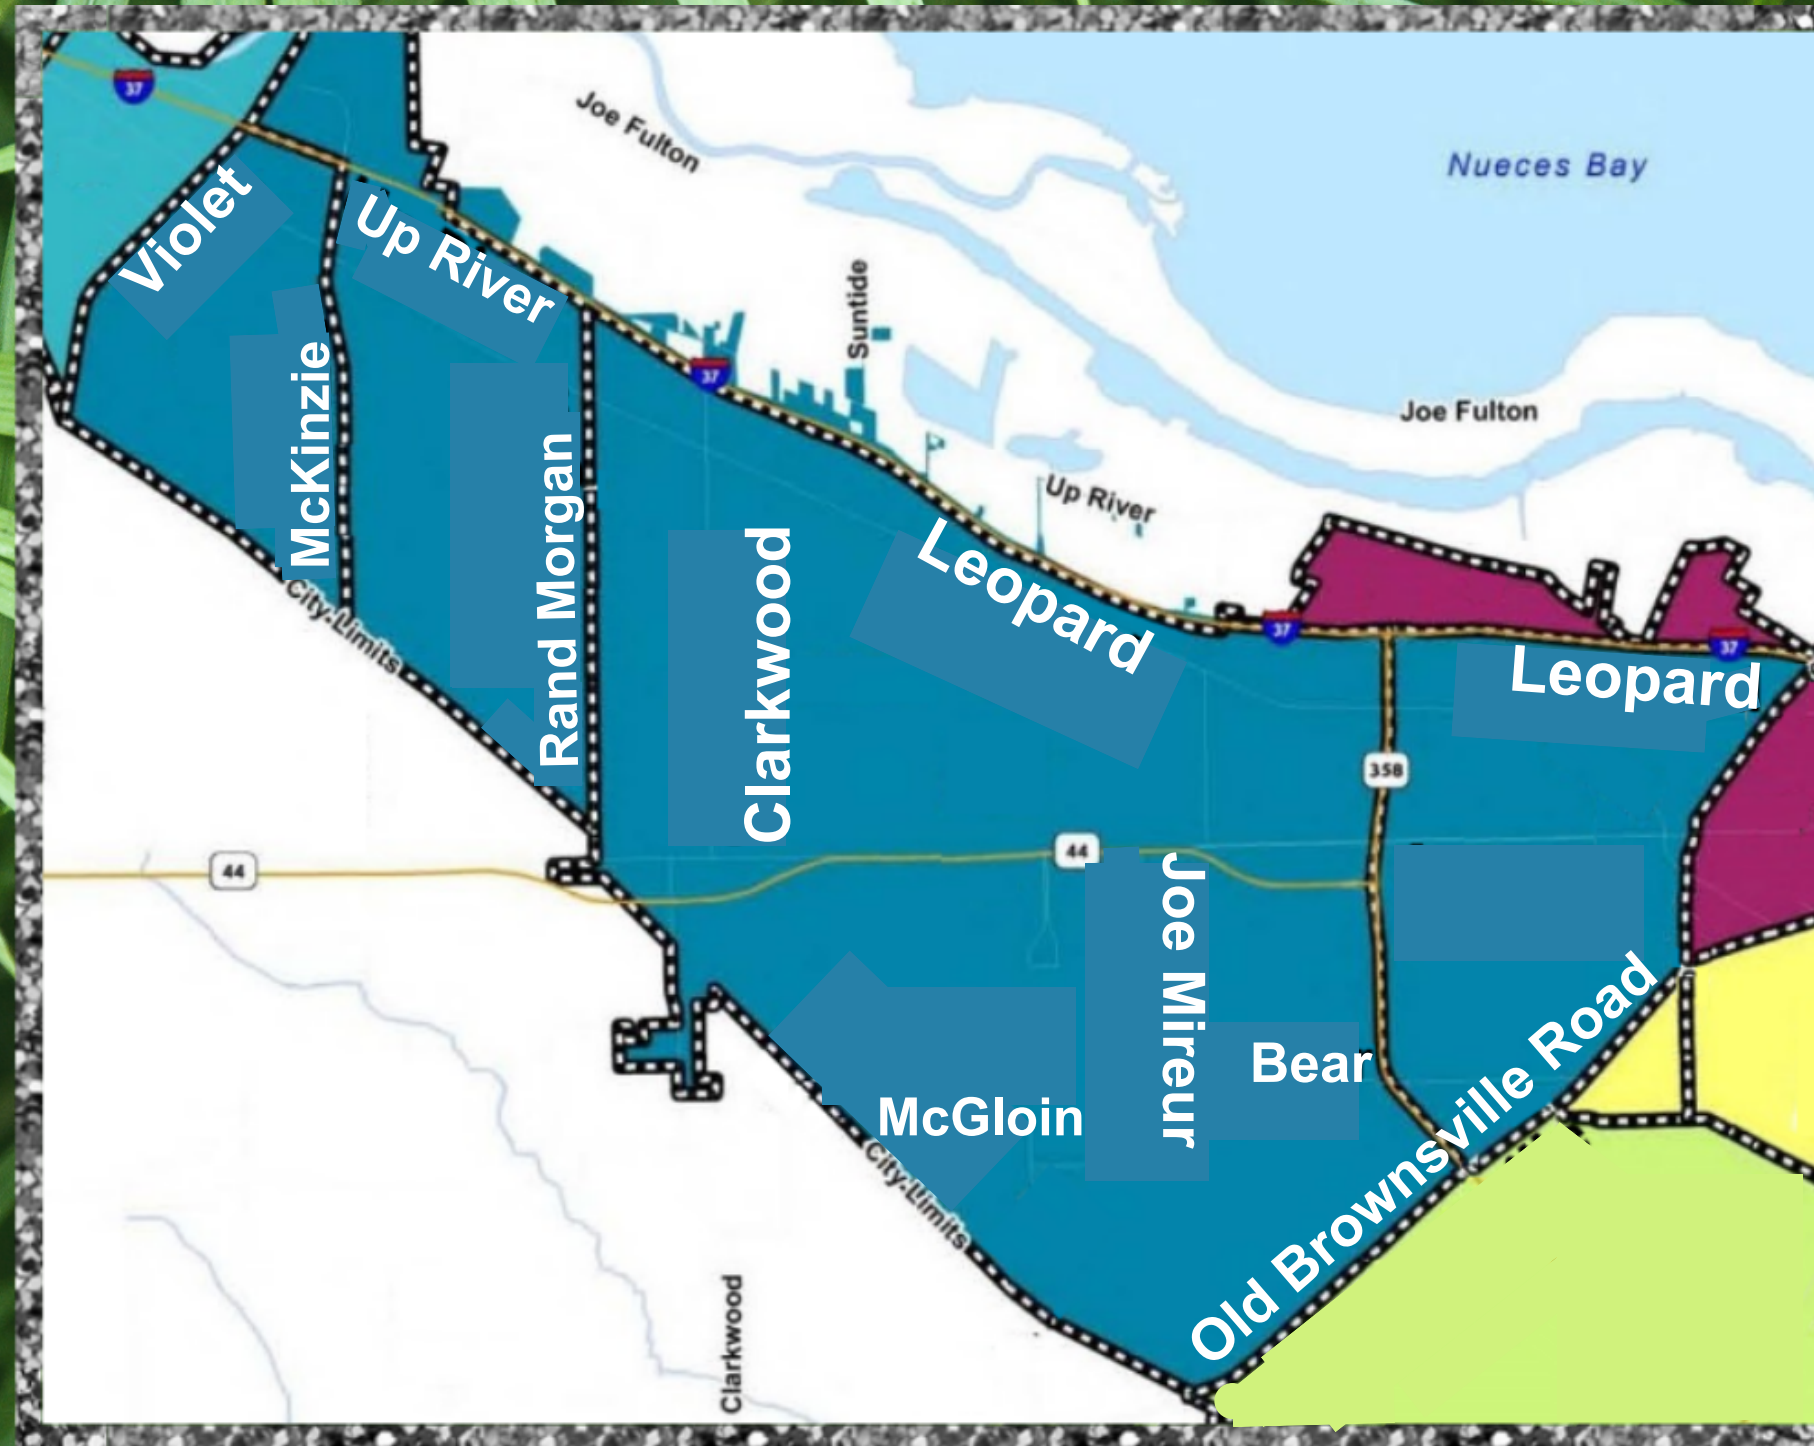 37
Joe Fulton
Nueces Bay
Violet
Up River
Suntide
37
McKinzie
Joe Fulton
Rand Morgan
Up River
Clarkwood
Leopard
City Limits
37
37
Leopard
358
44
44
Joe Mireur
Bear
McGloin
Old Brownsville Road
City Limits
Clarkwood